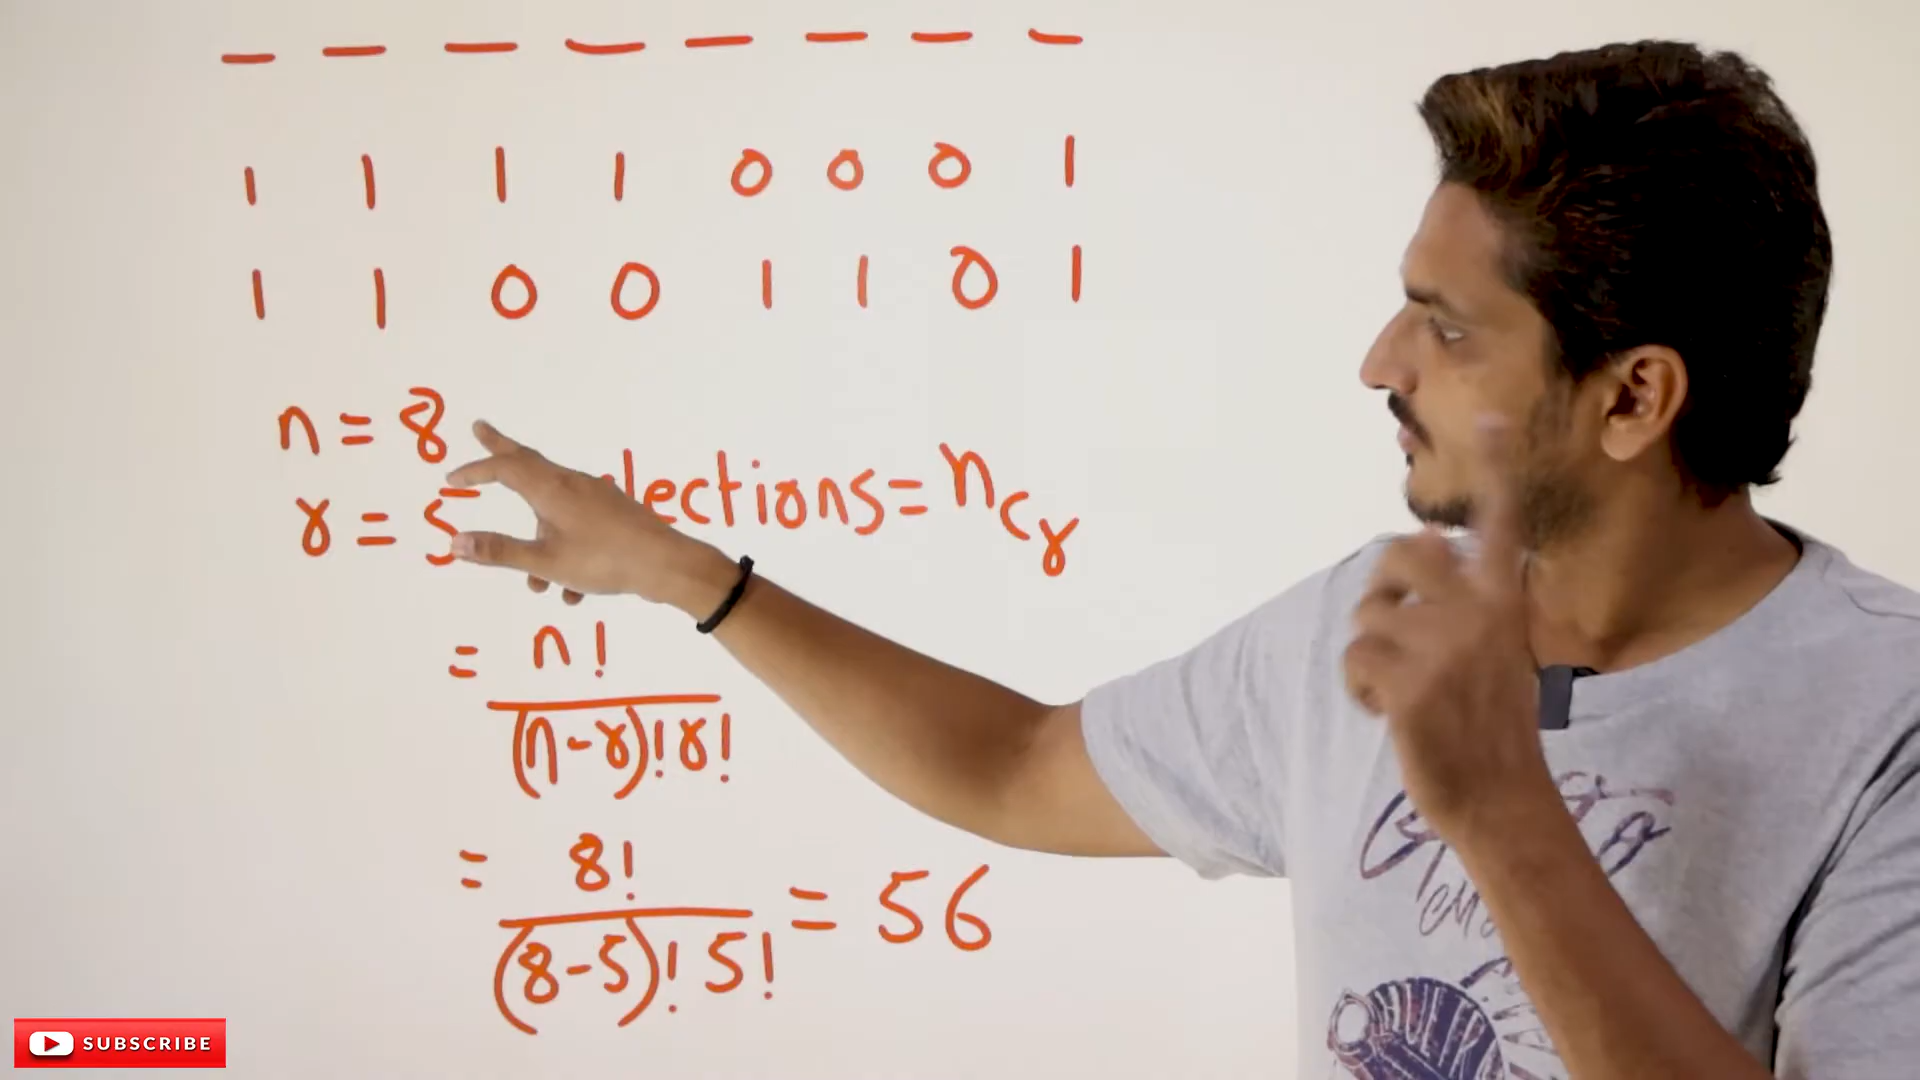 1 1 1 1 0 0 0 1
1 1 0 0 1 1 0 1
n = 8
r = 5
lections = nCr
= n!
(n-r)! r!
= 8!
(8-5)! 5!
= 56
SUBSCRIBE